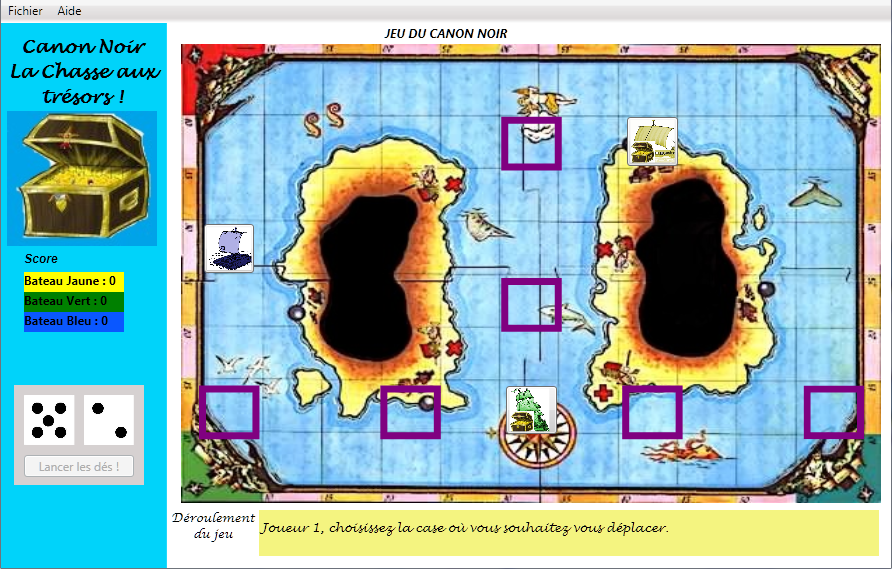 Fichier Aide
JEU DU CANON NOIR
Canon Noir
La Chasse aux
trésors !
Score
Bateau Jaune : 0
Bateau Vert : 0
Bateau Bleu : 0
Lancer les dés !
Déroulement
du jeu
Joueur 1, choisissez la case où vous souhaitez vous déplacer.